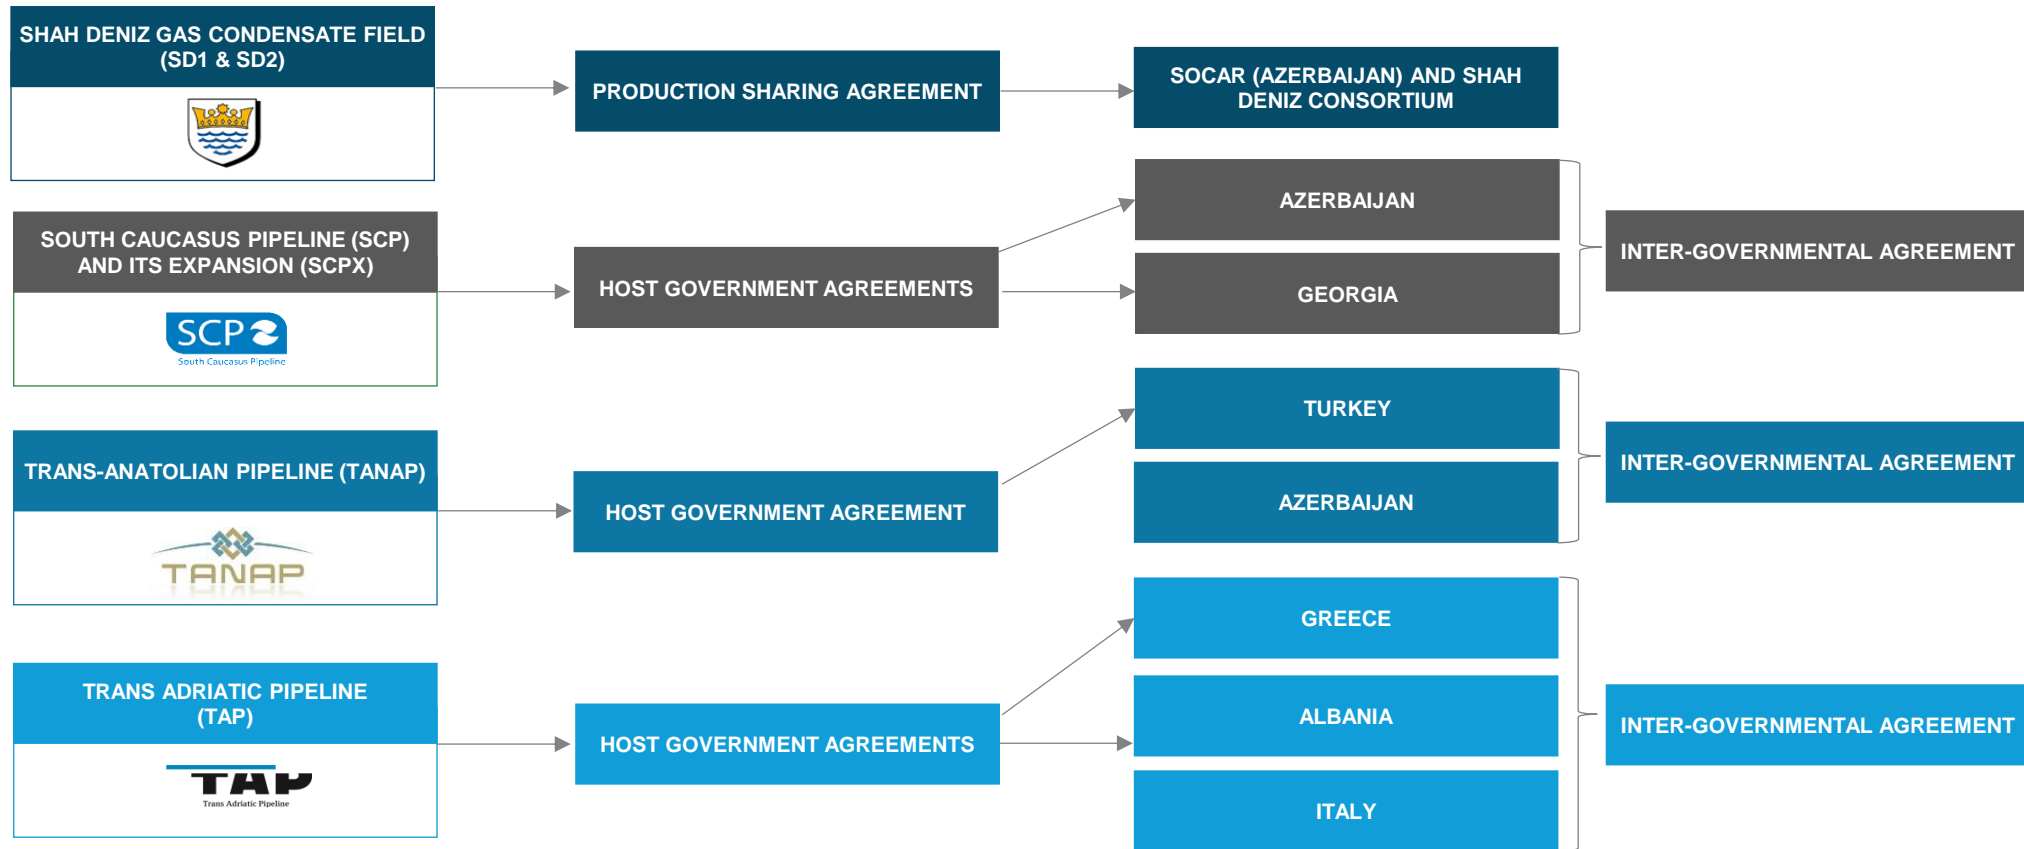 SHAH DENIZ GAS CONDENSATE FIELD
(SD1 & SD2)
PRODUCTION SHARING AGREEMENT
SOCAR (AZERBAIJAN) AND SHAH
DENIZ CONSORTIUM
SOUTH CAUCASUS PIPELINE (SCP)
AND ITS EXPANSION (SCPX)
SCP
South Caucasus Pipeline
HOST GOVERNMENT AGREEMENTS
AZERBAIJAN
GEORGIA
INTER-GOVERNMENTAL AGREEMENT
TRANS-ANATOLIAN PIPELINE (TANAP)
TANAP
HOST GOVERNMENT AGREEMENT
TURKEY
AZERBAIJAN
INTER-GOVERNMENTAL AGREEMENT
TRANS ADRIATIC PIPELINE
(TAP)
TAP
Trans Adriatic Pipeline
HOST GOVERNMENT AGREEMENTS
GREECE
ALBANIA
ITALY
INTER-GOVERNMENTAL AGREEMENT